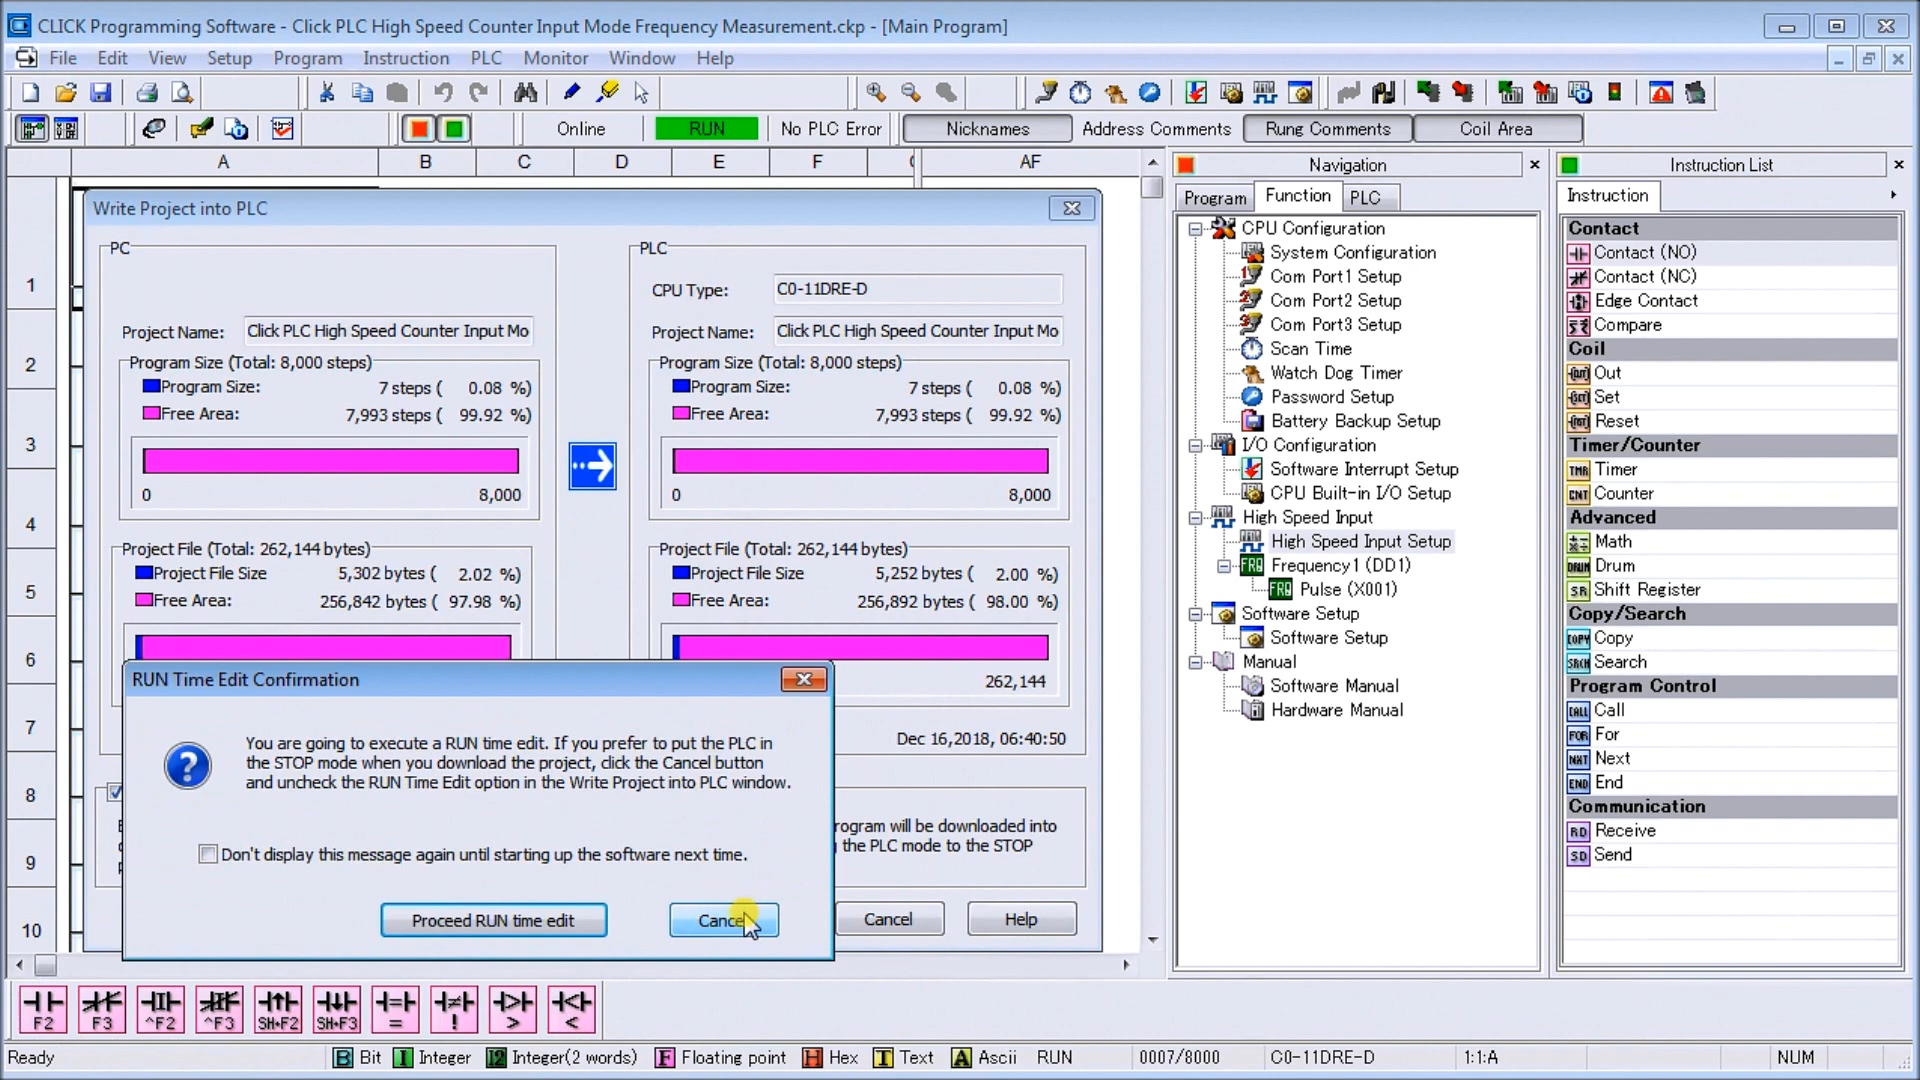 CLICK Programming Software - Click PLC High Speed Counter Input Mode Frequency Measurement.ckp - [Main Program]
File Edit View Setup Program Instruction PLC Monitor Window Help
Online RUN No PLC Error Nicknames Address Comments Rung Comments Coil Area
A B C D E F AF
1
2
3
4
5
6
7
8
9
10
Write Project into PLC
PC
Project Name: Click PLC High Speed Counter Input Mo
Program Size (Total: 8,000 steps)
Program Size: 7 steps ( 0.08 %)
Free Area: 7,993 steps ( 99.92 %)
0 8,000
Project File (Total: 262,144 bytes)
Project File Size 5,302 bytes ( 2.02 %)
Free Area: 256,842 bytes ( 97.98 %)
PLC
CPU Type: C0-11DRE-D
Project Name: Click PLC High Speed Counter Input Mo
Program Size (Total: 8,000 steps)
Program Size: 7 steps ( 0.08 %)
Free Area: 7,993 steps ( 99.92 %)
0 8,000
Project File (Total: 262,144 bytes)
Project File Size 5,252 bytes ( 2.00 %)
Free Area: 256,892 bytes ( 98.00 %)
262,144
Dec 16,2018, 06:40:50
rogram will be downloaded into
the PLC mode to the STOP
Cancel Help
RUN Time Edit Confirmation
You are going to execute a RUN time edit. If you prefer to put the PLC in
the STOP mode when you download the project, click the Cancel button
and uncheck the RUN Time Edit option in the Write Project into PLC window.
Don't display this message again until starting up the software next time.
Proceed RUN time edit Cancel
Navigation
Program Function PLC
CPU Configuration
System Configuration
Com Port1 Setup
Com Port2 Setup
Com Port3 Setup
Scan Time
Watch Dog Timer
Password Setup
Battery Backup Setup
I/O Configuration
Software Interrupt Setup
CPU Built-in I/O Setup
High Speed Input
High Speed Input Setup
FRQ Frequency1 (DD1)
FRQ Pulse (X001)
Software Setup
Software Setup
Manual
Software Manual
Hardware Manual
Instruction List
Instruction
Contact
Contact (NO)
Contact (NC)
Edge Contact
Compare
Coil
OUT Out
SET Set
RST Reset
Timer/Counter
TMR Timer
CNT Counter
Advanced
Math
DRUM Drum
SR Shift Register
Copy/Search
COPY Copy
SRCH Search
Program Control
CALL Call
FOR For
NXT Next
END End
Communication
RD Receive
SD Send
F2 F3 ^F2 ^F3 SH+F2 SH+F3 = ! > <
Ready B Bit I Integer I2 Integer(2 words) F Floating point H Hex T Text A Ascii RUN 0007/8000 C0-11DRE-D 1:1:A NUM